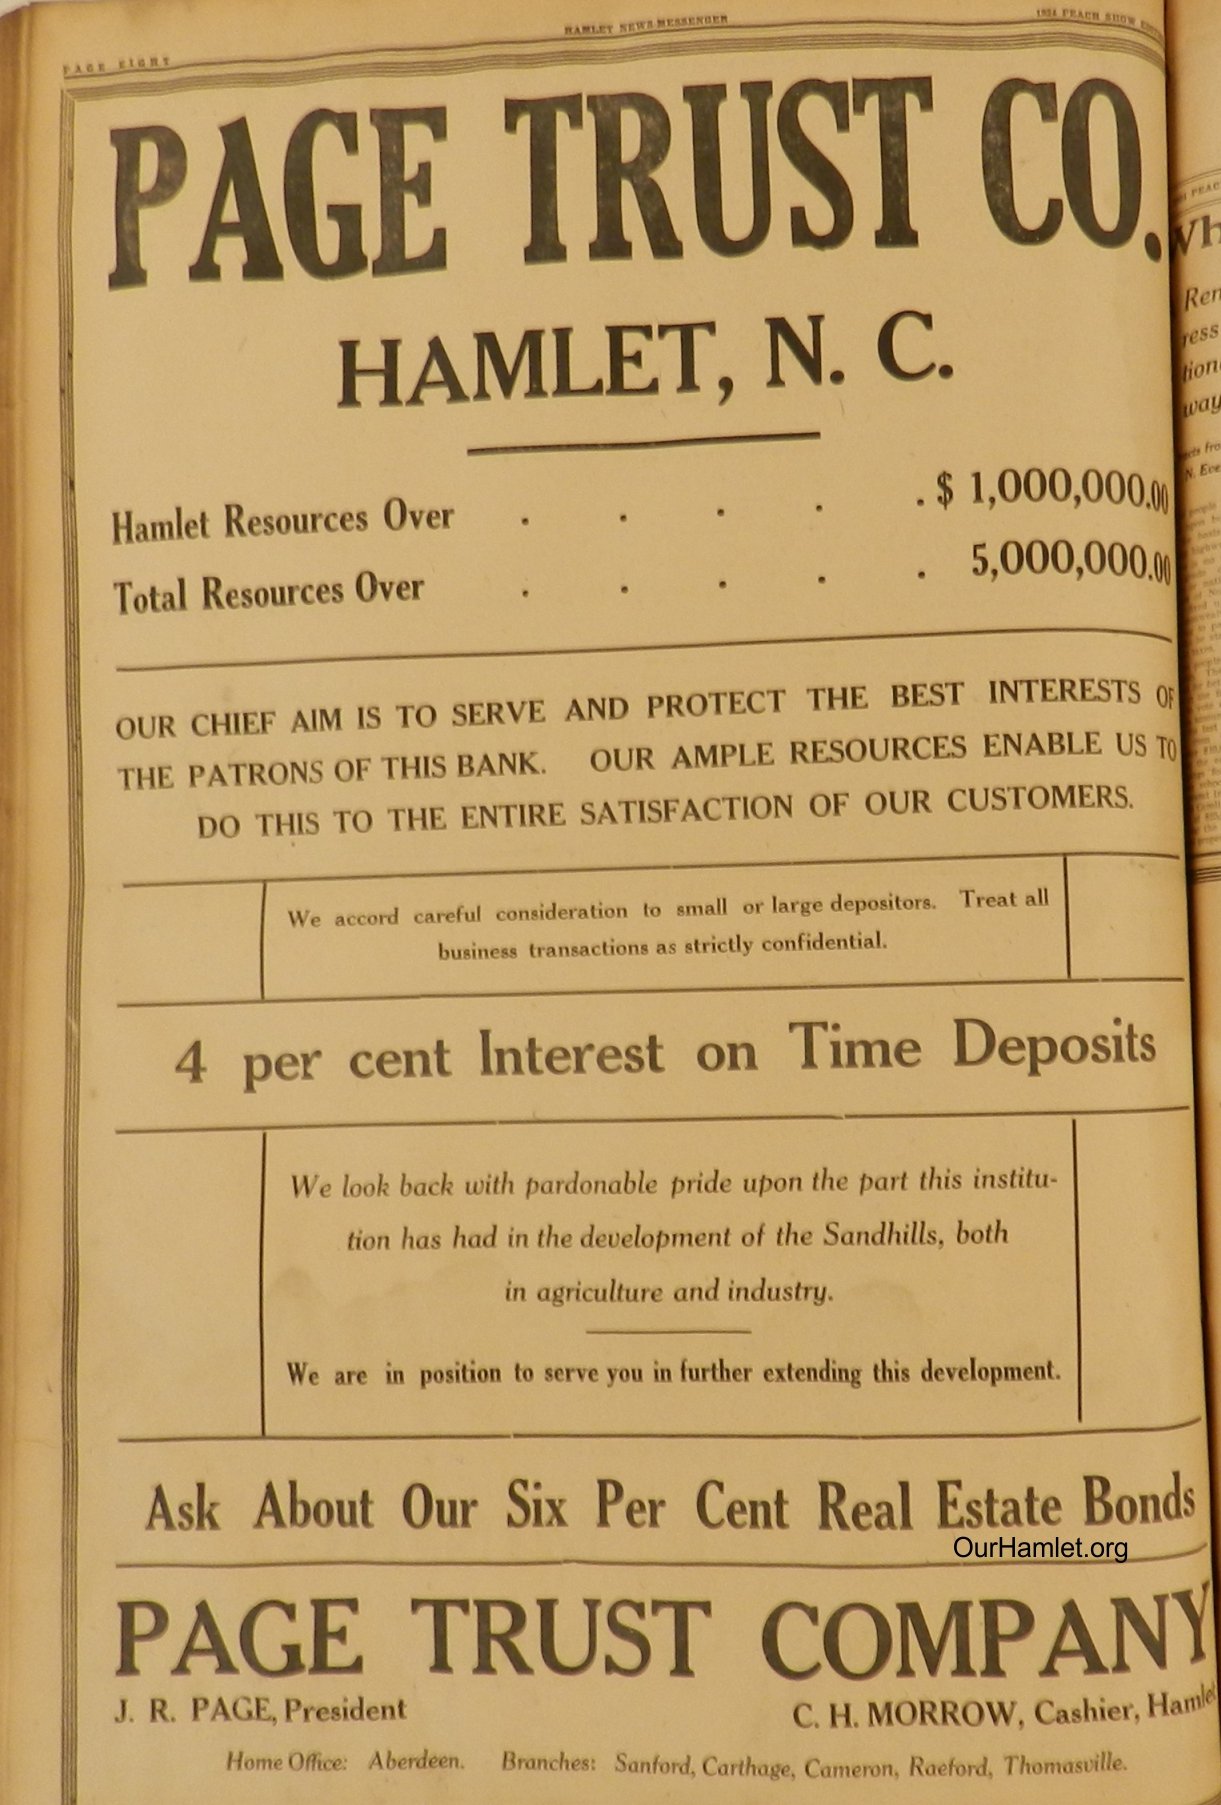 PAGE EIGHT
HAMLET NEWS-MESSENGER
1924 PEACH SHOW
PAGE TRUST CO.
HAMLET, N. C.
Hamlet Resources Over . . . . . $ 1,000,000.00
Total Resources Over . . . . . 5,000,000.00
OUR CHIEF AIM IS TO SERVE AND PROTECT THE BEST INTERESTS OF
THE PATRONS OF THIS BANK. OUR AMPLE RESOURCES ENABLE US TO
DO THIS TO THE ENTIRE SATISFACTION OF OUR CUSTOMERS.
We accord careful consideration to small or large depositors. Treat all
business transactions as strictly confidential.
4 per cent Interest on Time Deposits
We look back with pardonable pride upon the part this institu-
tion has had in the development of the Sandhills, both
in agriculture and industry.
We are in position to serve you in further extending this development.
Ask About Our Six Per Cent Real Estate Bonds
OurHamlet.org
PAGE TRUST COMPANY
J. R. PAGE, President
C. H. MORROW, Cashier, Hamlet
Home Office: Aberdeen. Branches: Sanford, Carthage, Cameron, Raeford, Thomasville.